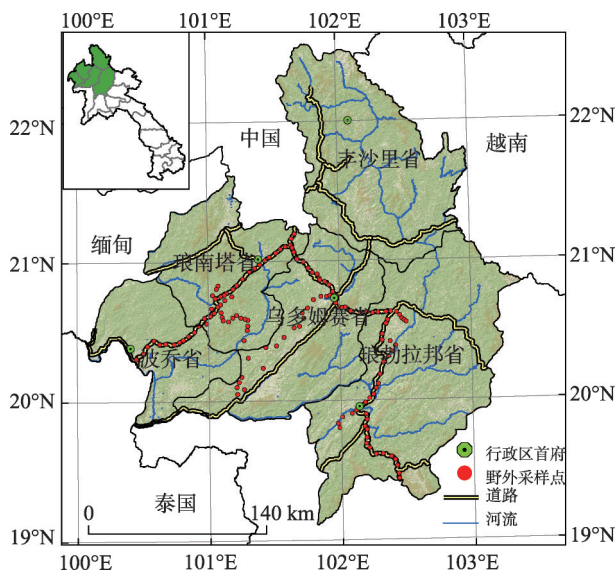 100°E 101°E 102°E 103°E
22°N 22°N
中国
越南
丰沙里省
缅甸
21°N 21°N
琅南塔省
乌多姆赛省
波乔省
琅勃拉邦省
20°N 20°N
行政区首府
野外采样点
道路
河流
泰国
0 140 km
19°N 19°N
100°E 101°E 102°E 103°E